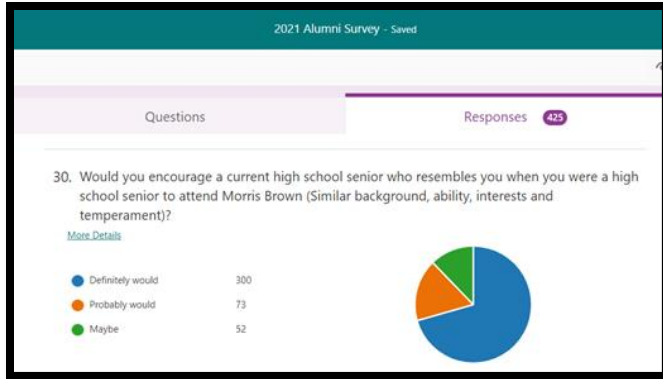 2021 Alumni Survey - Saved
Questions
Responses 425
30. Would you encourage a current high school senior who resembles you when you were a high
school senior to attend Morris Brown (Similar background, ability, interests and
temperament)?
More Details
Definitely would 300
Probably would 73
Maybe 52